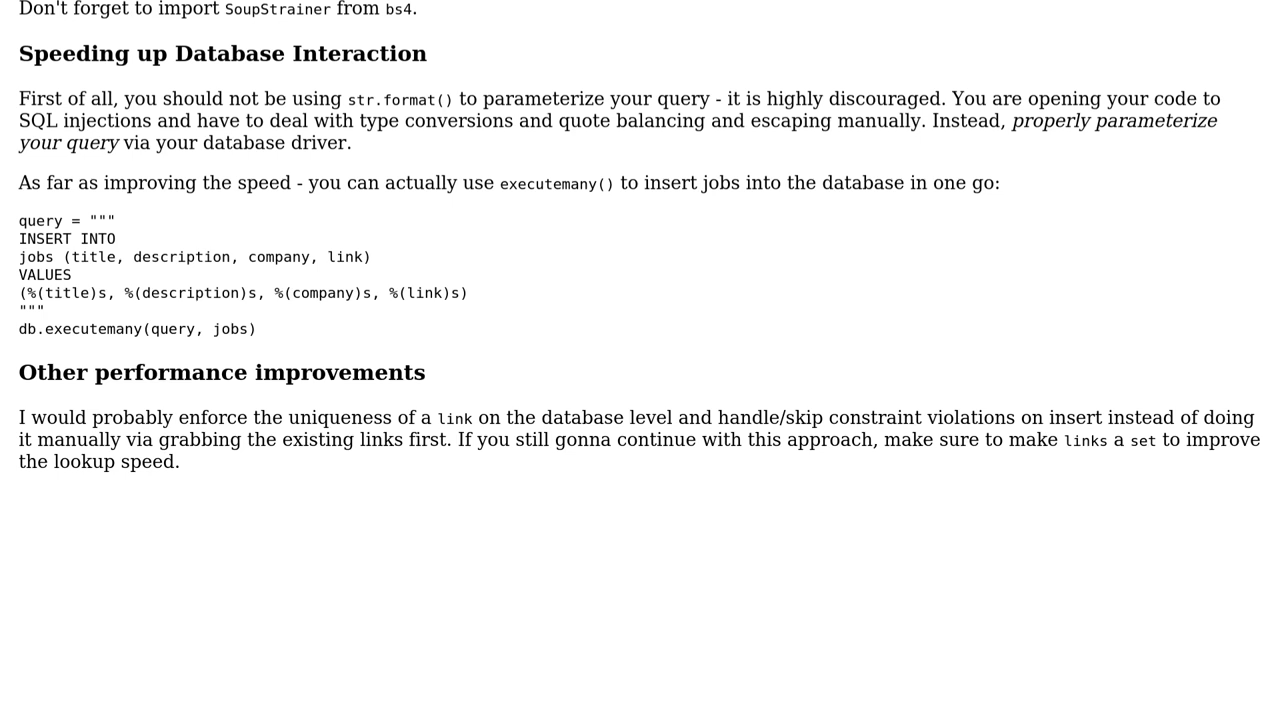 Don't forget to import SoupStrainer from bs4.
Speeding up Database Interaction
First of all, you should not be using str.format() to parameterize your query - it is highly discouraged. You are opening your code to
SQL injections and have to deal with type conversions and quote balancing and escaping manually. Instead, properly parameterize
your query via your database driver.
As far as improving the speed - you can actually use executemany() to insert jobs into the database in one go:
query = """
INSERT INTO
jobs (title, description, company, link)
VALUES
(%(title)s, %(description)s, %(company)s, %(link)s)
"""
db.executemany(query, jobs)
Other performance improvements
I would probably enforce the uniqueness of a link on the database level and handle/skip constraint violations on insert instead of doing
it manually via grabbing the existing links first. If you still gonna continue with this approach, make sure to make links a set to improve
the lookup speed.